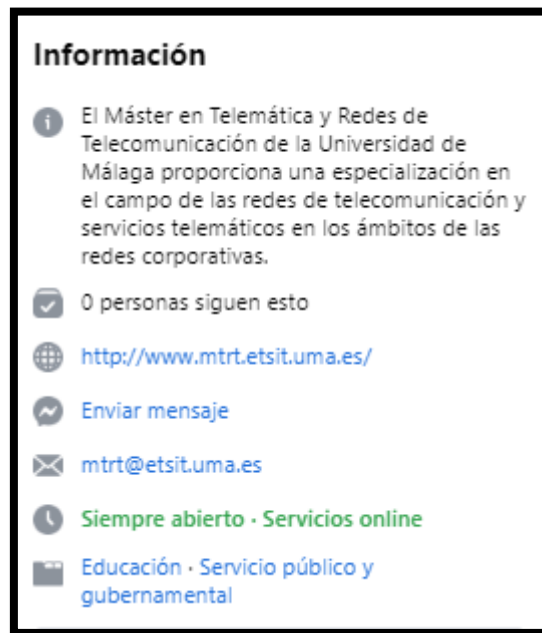 Información
El Máster en Telemática y Redes de
Telecomunicación de la Universidad de
Málaga proporciona una especialización en
el campo de las redes de telecomunicación y
servicios telemáticos en los ámbitos de las
redes corporativas.
0 personas siguen esto
http://www.mtrt.etsit.uma.es/
Enviar mensaje
mtrt@etsit.uma.es
Siempre abierto · Servicios online
Educación · Servicio público y
gubernamental